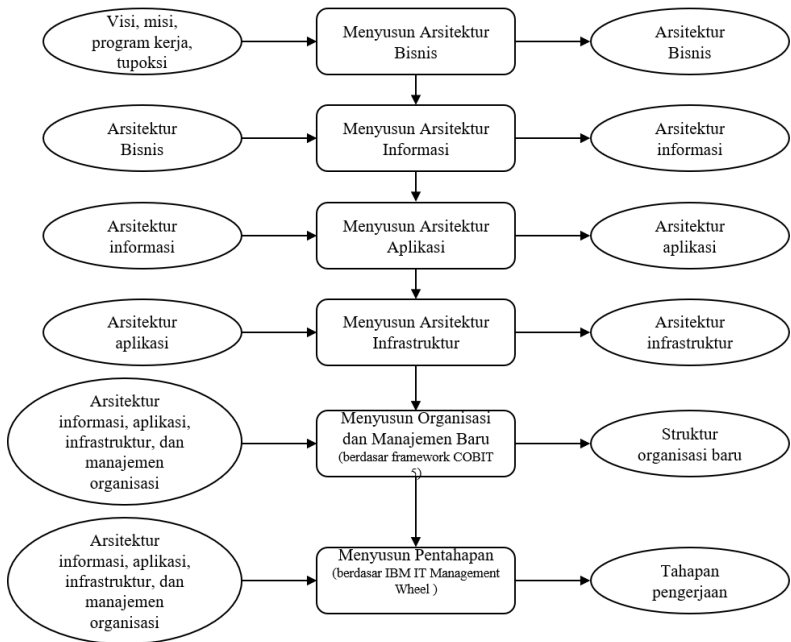 Visi, misi,
program kerja,
tupoksi
Menyusun Arsitektur
Bisnis
Arsitektur
Bisnis
Arsitektur
Bisnis
Menyusun Arsitektur
Informasi
Arsitektur
informasi
Arsitektur
informasi
Menyusun Arsitektur
Aplikasi
Arsitektur
aplikasi
Arsitektur
aplikasi
Menyusun Arsitektur
Infrastruktur
Arsitektur
infrastruktur
Arsitektur
informasi, aplikasi,
infrastruktur, dan
manajemen
organisasi
Menyusun Organisasi
dan Manajemen Baru
(berdasar framework COBIT
5)
Struktur
organisasi baru
Arsitektur
informasi, aplikasi,
infrastruktur, dan
manajemen
organisasi
Menyusun Pentahapan
(berdasar IBM IT Management
Wheel )
Tahapan
pengerjaan